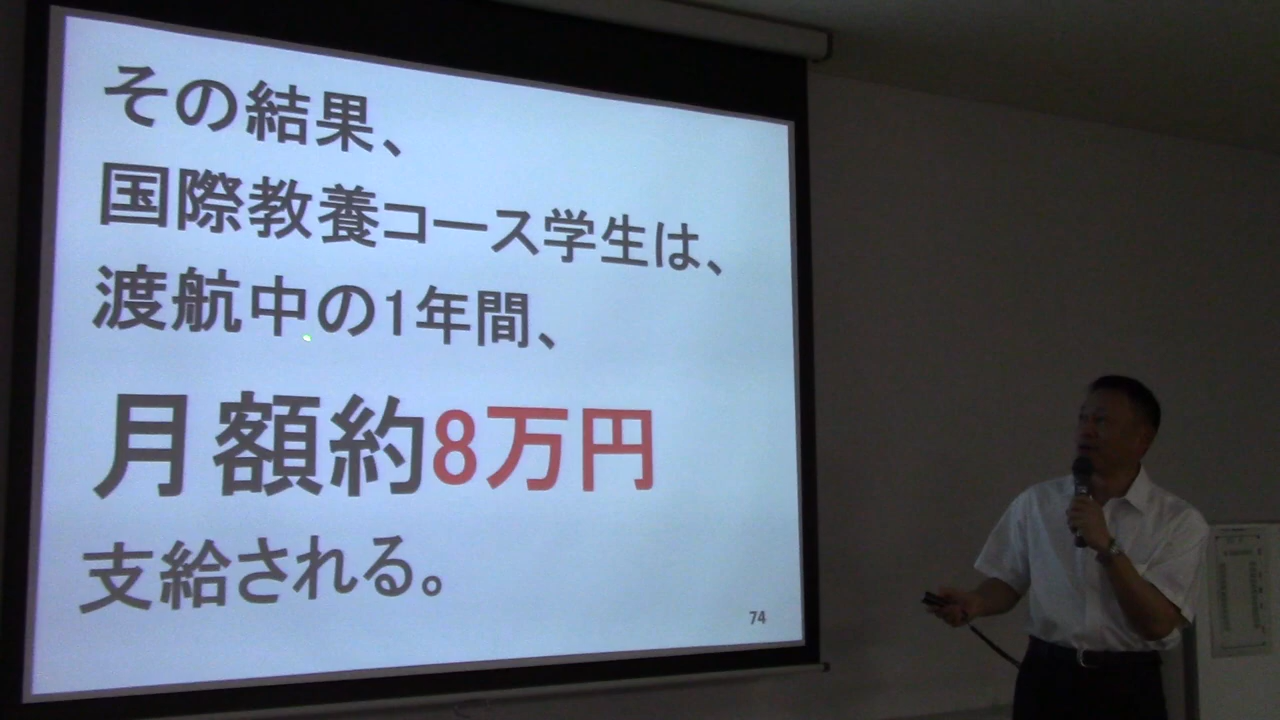 その結果、
国際教養コース学生は、
渡航中の1年間、
月額約8万円
支給される。
74